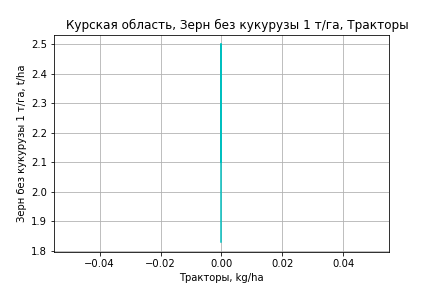 Курская область, Зерн без кукурузы 1 т/га, Тракторы
2.5
2.4
2.3
2.2
2.1
2.0
1.9
1.8
Зерн без кукурузы 1 т/га, t/ha
−0.04 −0.02 0.00 0.02 0.04
Тракторы, kg/ha